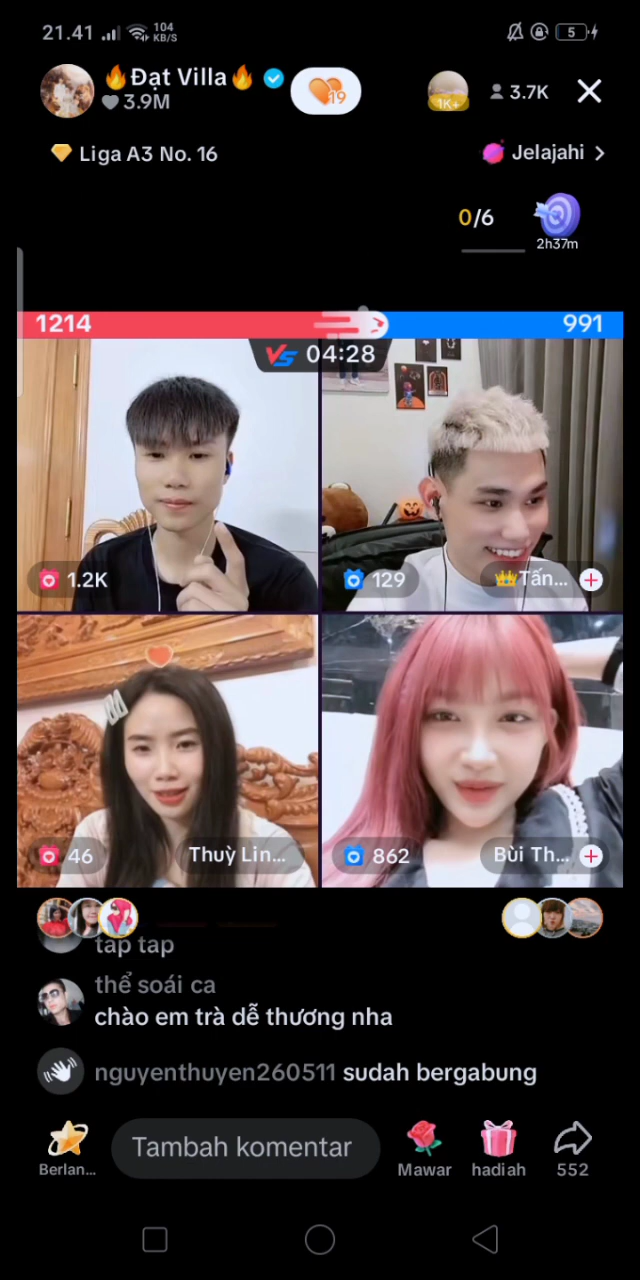 21.41
104
KB/S
5
🔥Đạt Villa🔥
3.9M
19
1K+
3.7K
Liga A3 No. 16
Jelajahi
0/6
2h37m
1214
991
VS 04:28
1.2K
129
👑Tấn...
46
Thuỳ Lin...
862
Bùi Th...
tap tap
thể soái ca
chào em trà dễ thương nha
nguyenthuyen260511 sudah bergabung
Berlan...
Tambah komentar
Mawar
hadiah
552